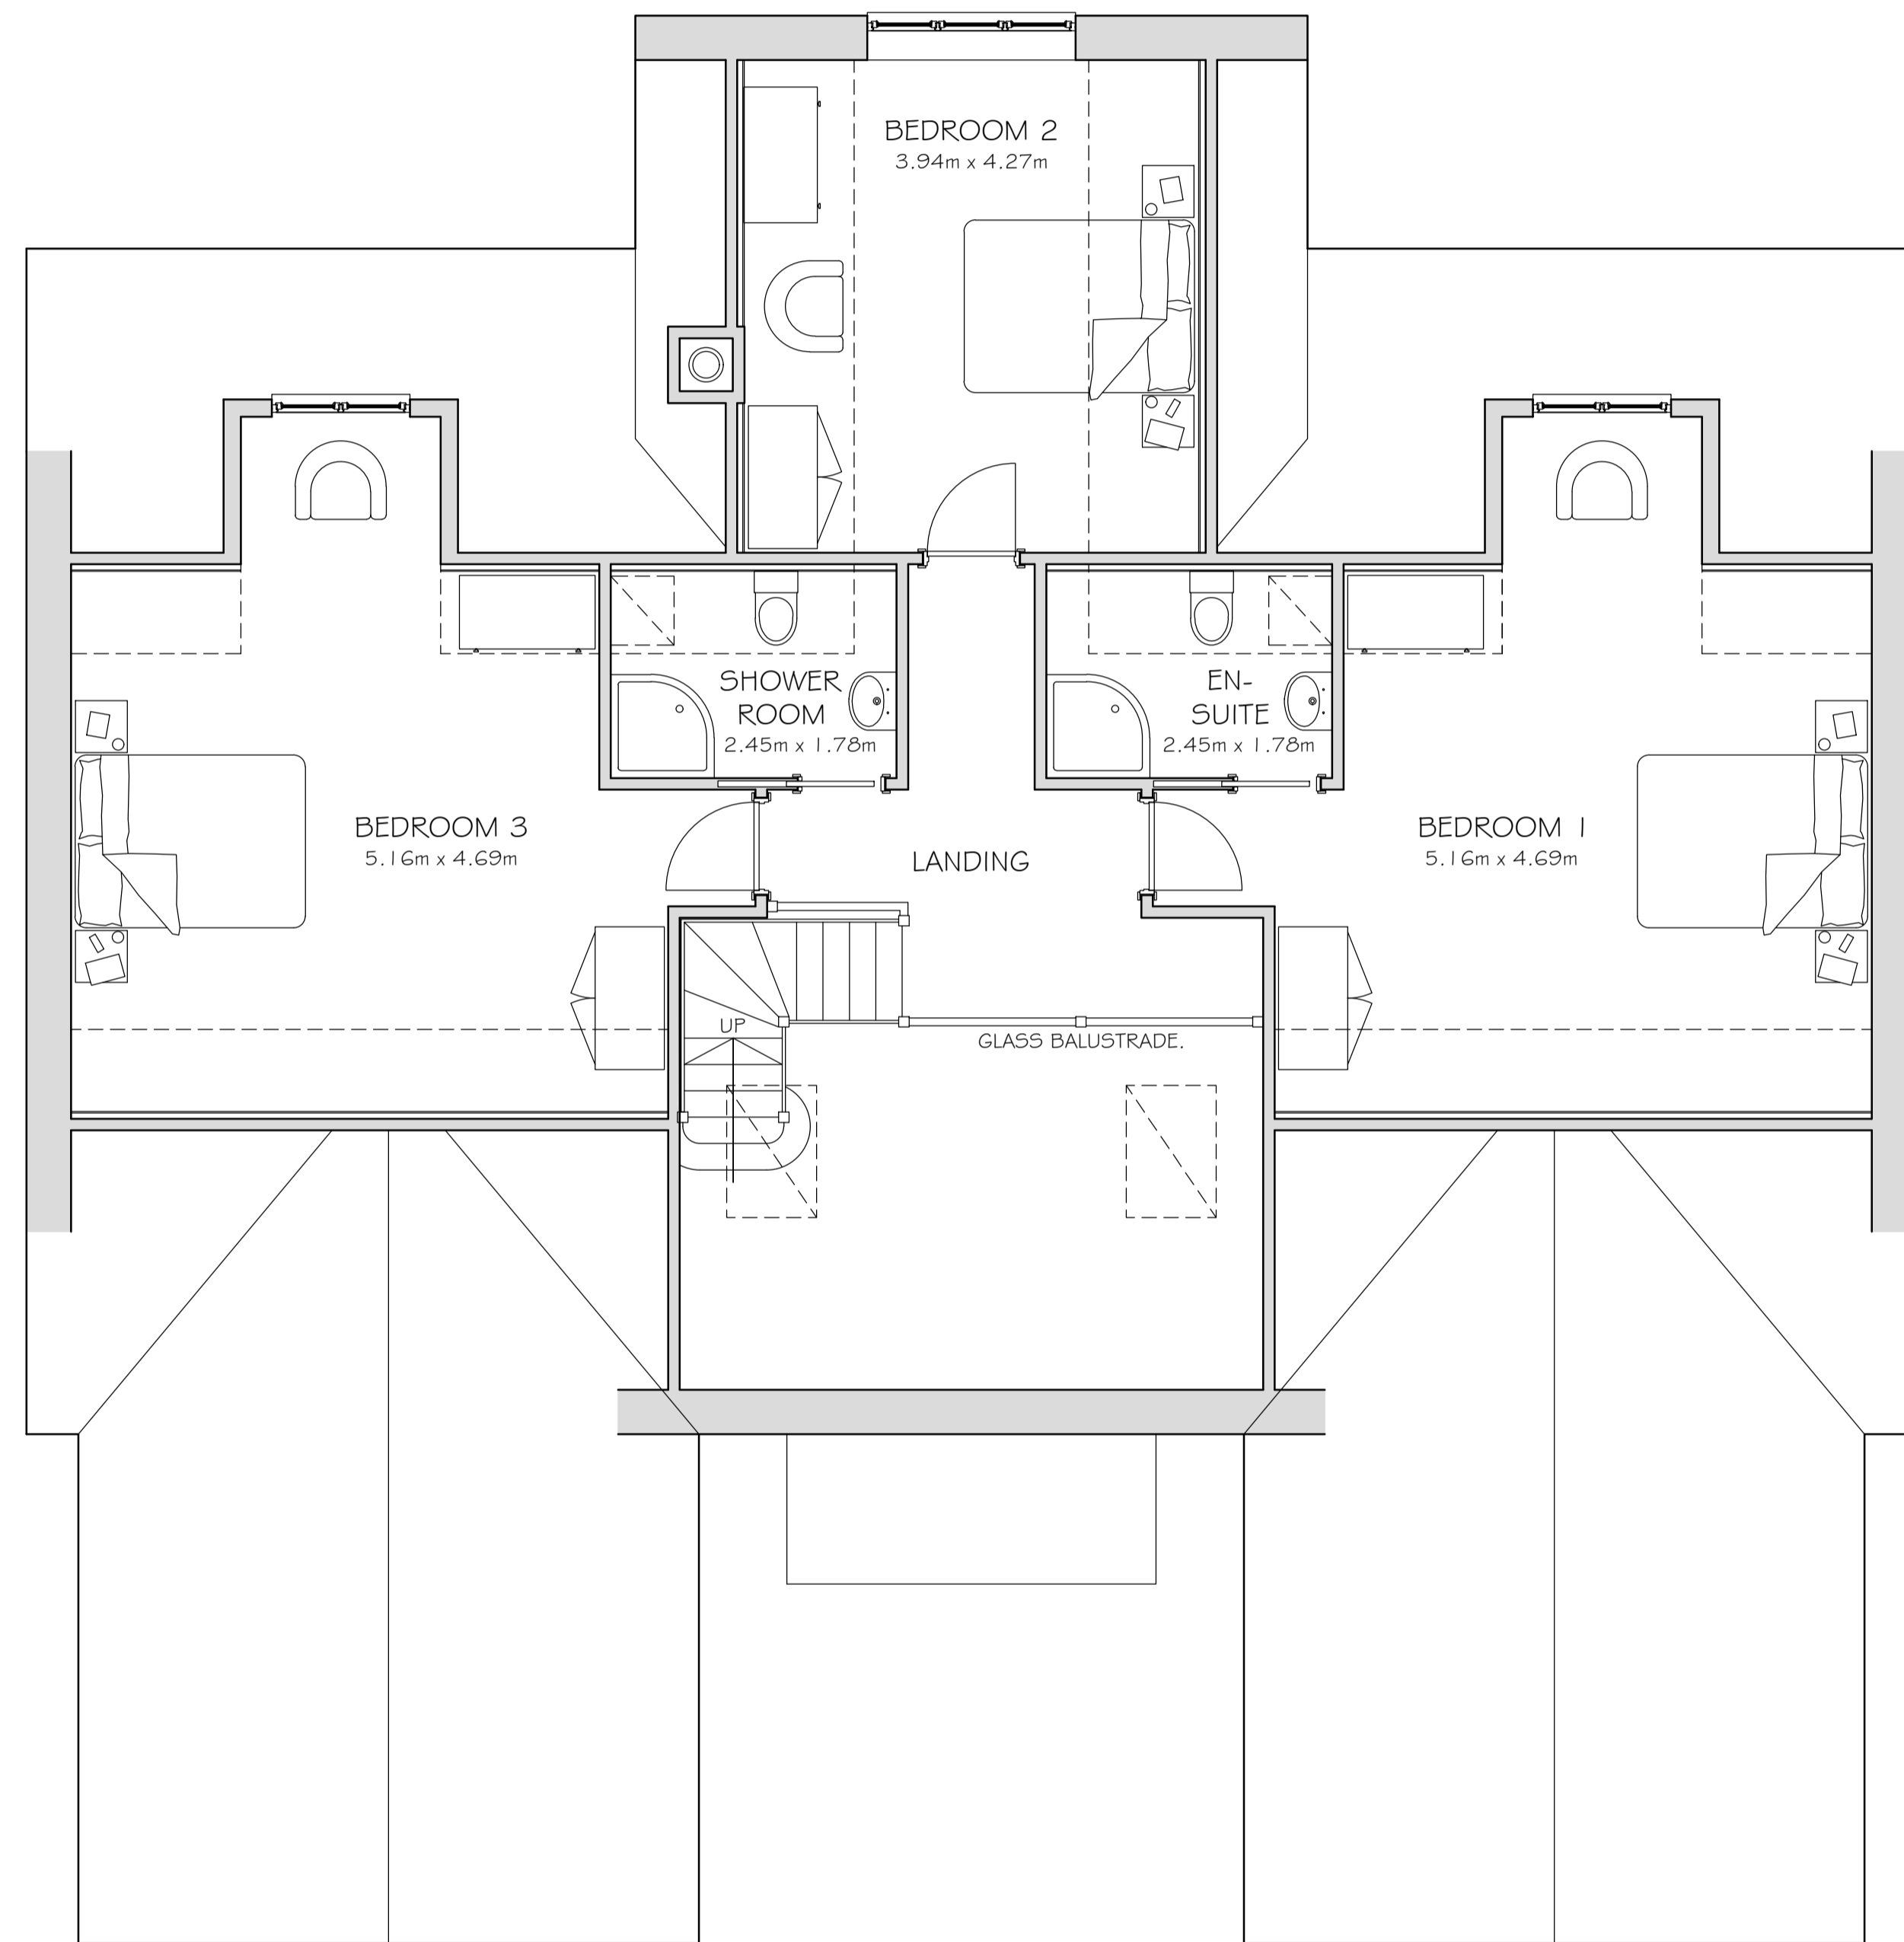 BEDROOM 2
3.94m x 4.27m
SHOWER
ROOM
2.45m x 1.78m
EN-
SUITE
2.45m x 1.78m
BEDROOM 3
5.16m x 4.69m
LANDING
BEDROOM 1
5.16m x 4.69m
UP
GLASS BALUSTRADE.